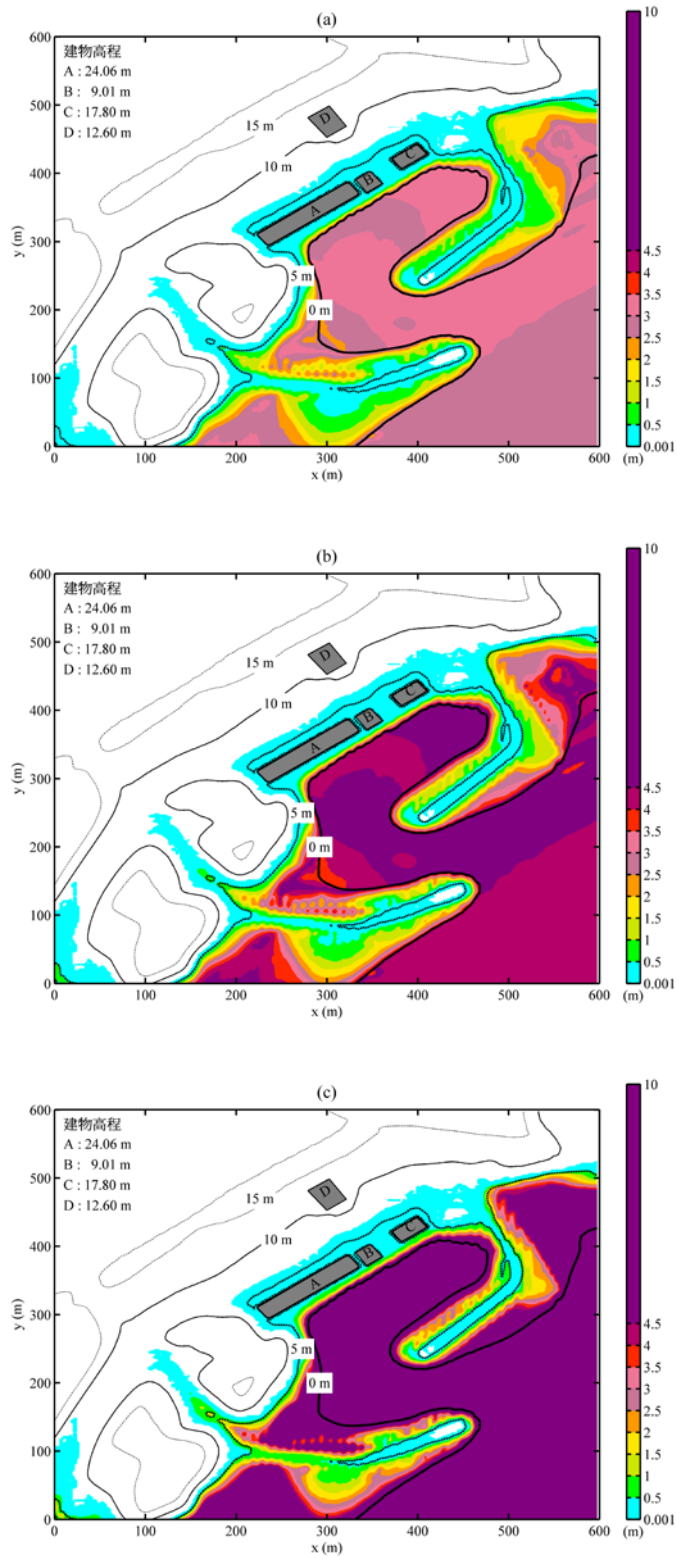 (a)
10
600
建物高程
A : 24.06 m
B : 9.01 m
C : 17.80 m
D : 12.60 m
500
D
15 m
10 m
400
C
B
A
y (m)
300
5 m
4.5
4
200
0 m
3.5
3
2.5
100
2
1.5
1
0.5
0
0.001
0 100 200 300 400 500 600 (m)
x (m)
(b)
10
600
建物高程
A : 24.06 m
B : 9.01 m
C : 17.80 m
D : 12.60 m
500
D
15 m
10 m
400
C
B
A
y (m)
300
5 m
4.5
4
200
0 m
3.5
3
2.5
100
2
1.5
1
0.5
0
0.001
0 100 200 300 400 500 600 (m)
x (m)
(c)
10
600
建物高程
A : 24.06 m
B : 9.01 m
C : 17.80 m
D : 12.60 m
500
D
15 m
10 m
400
C
B
A
y (m)
300
5 m
4.5
4
200
0 m
3.5
3
2.5
100
2
1.5
1
0.5
0
0.001
0 100 200 300 400 500 600 (m)
x (m)